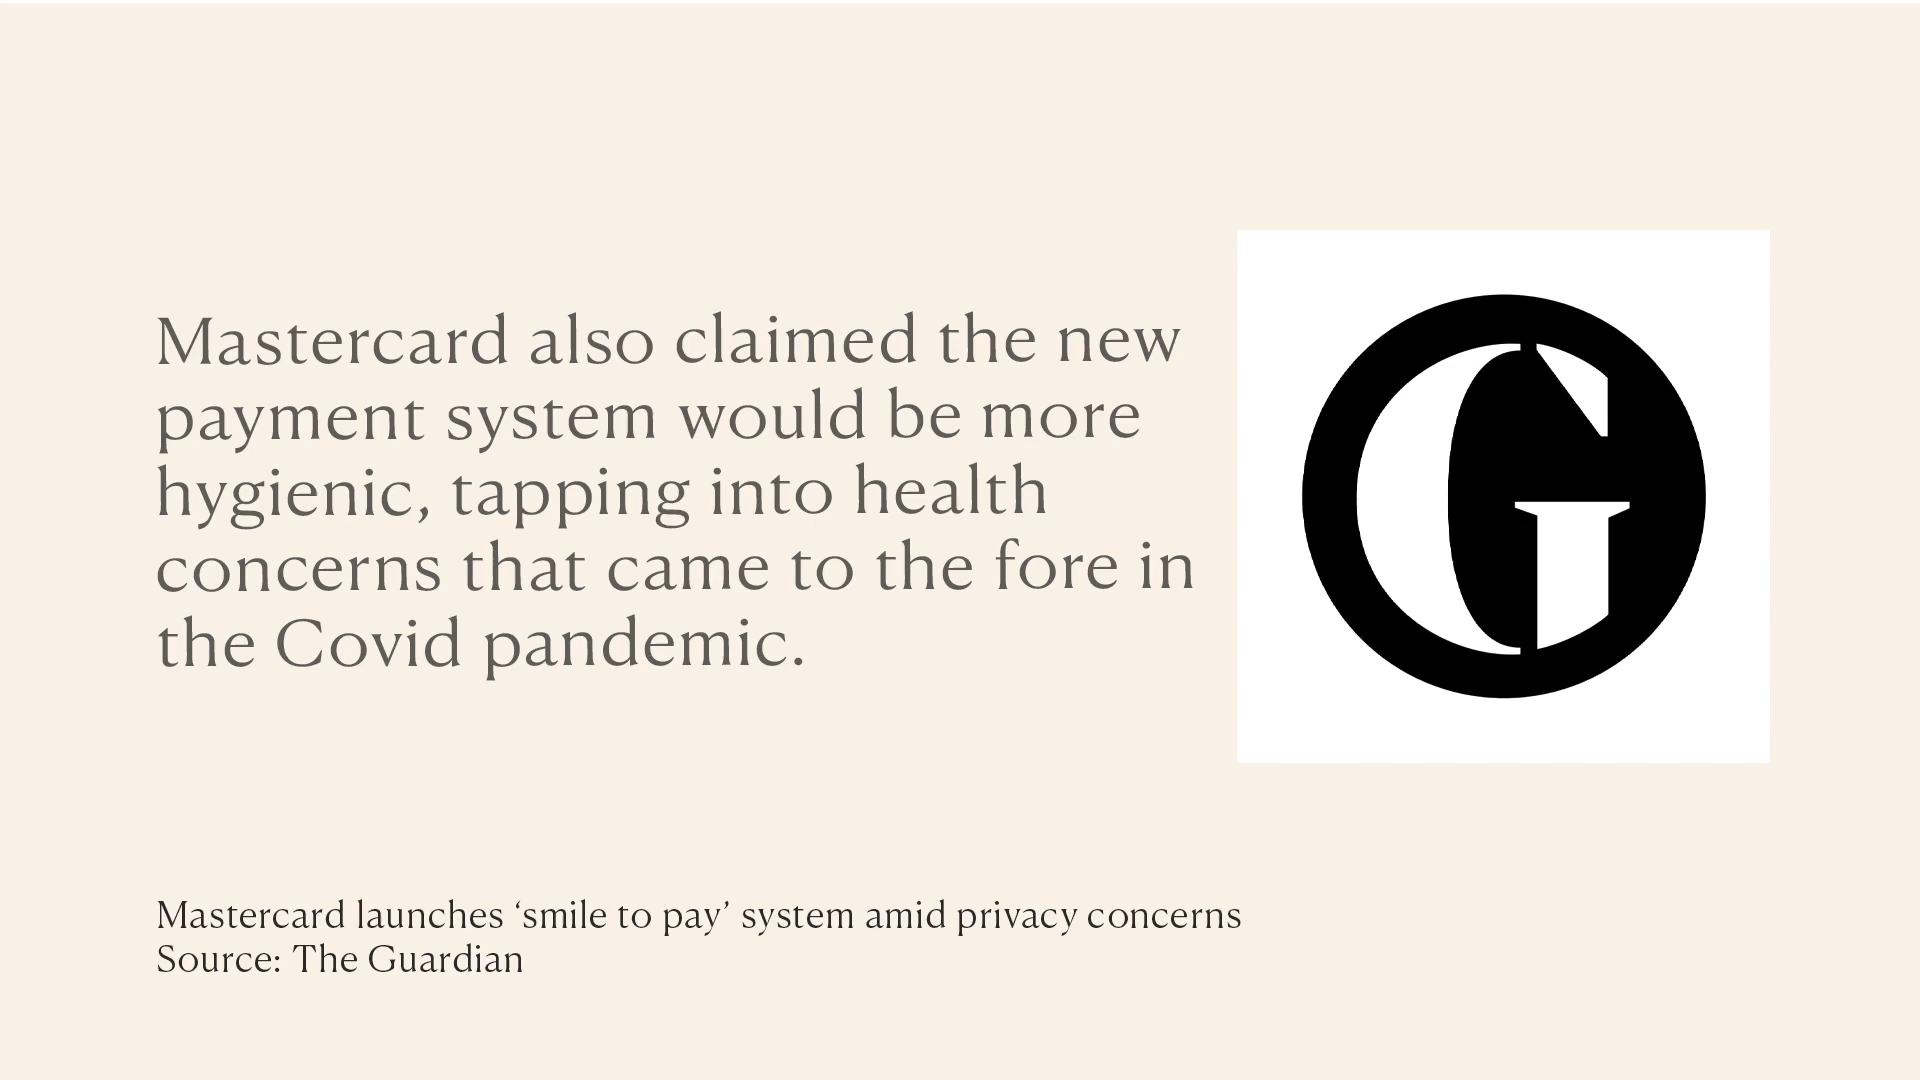 Mastercard also claimed the new
payment system would be more
hygienic, tapping into health
concerns that came to the fore in
the Covid pandemic.
G
Mastercard launches ‘smile to pay’ system amid privacy concerns
Source: The Guardian